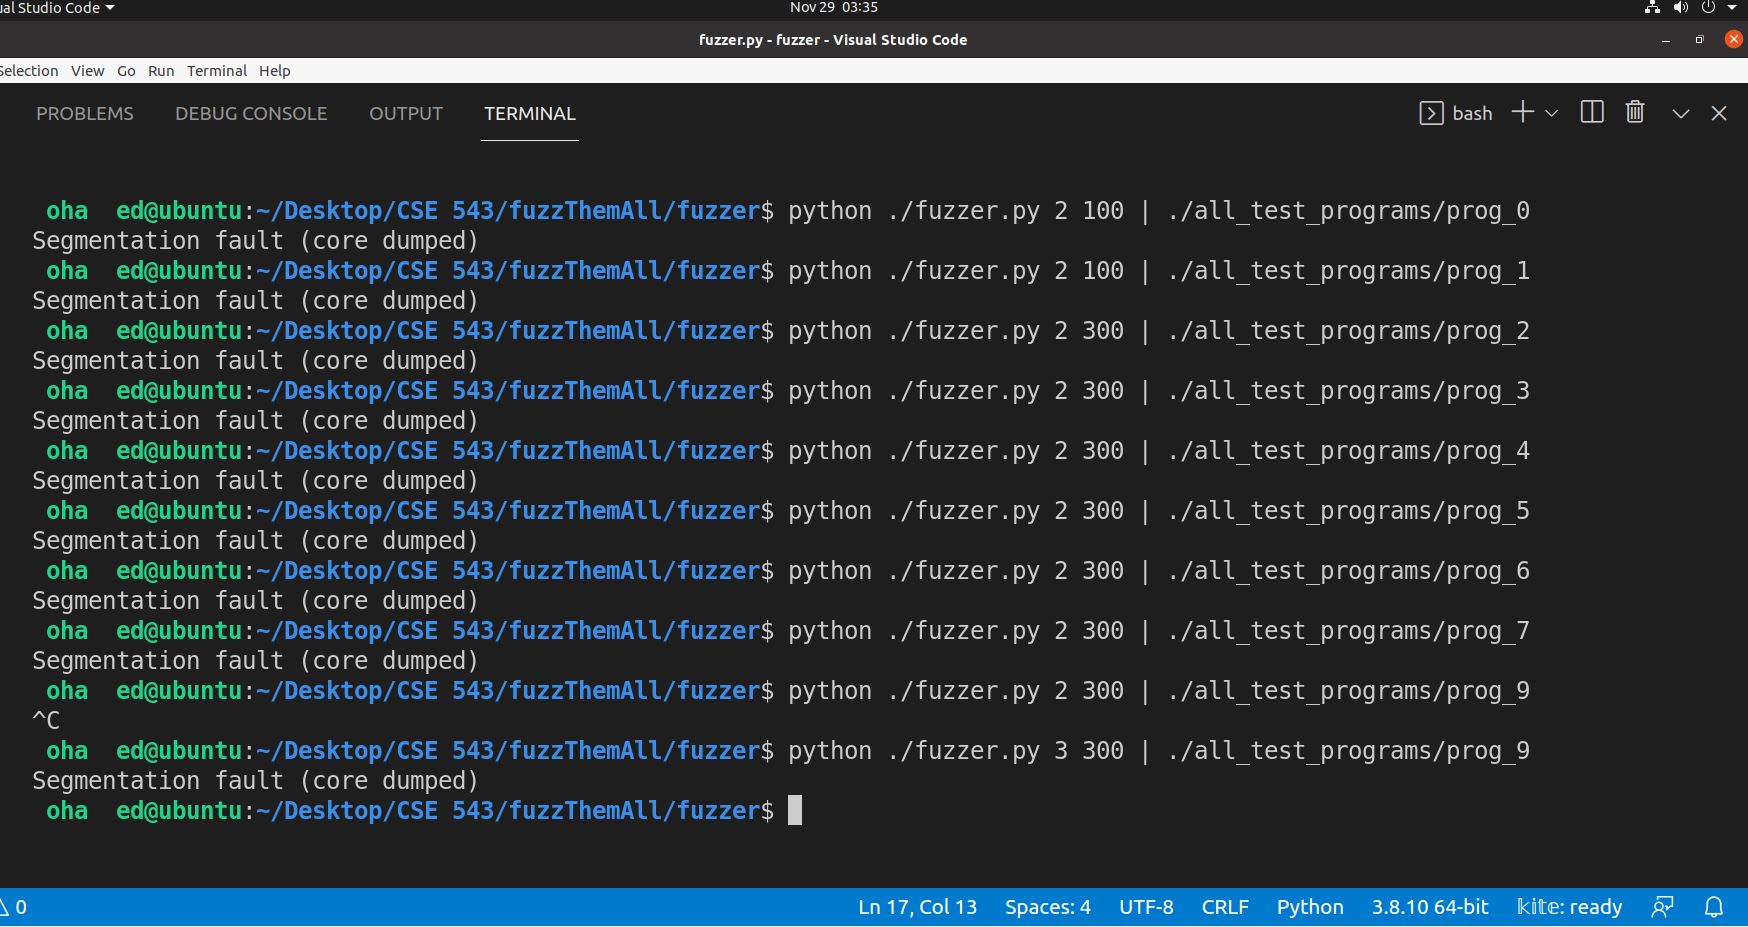 ual Studio Code Nov 29 03:35
fuzzer.py - fuzzer - Visual Studio Code
Selection View Go Run Terminal Help
PROBLEMS DEBUG CONSOLE OUTPUT TERMINAL bash
oha ed@ubuntu:~/Desktop/CSE 543/fuzzThemAll/fuzzer$ python ./fuzzer.py 2 100 | ./all_test_programs/prog_0
Segmentation fault (core dumped)
oha ed@ubuntu:~/Desktop/CSE 543/fuzzThemAll/fuzzer$ python ./fuzzer.py 2 100 | ./all_test_programs/prog_1
Segmentation fault (core dumped)
oha ed@ubuntu:~/Desktop/CSE 543/fuzzThemAll/fuzzer$ python ./fuzzer.py 2 300 | ./all_test_programs/prog_2
Segmentation fault (core dumped)
oha ed@ubuntu:~/Desktop/CSE 543/fuzzThemAll/fuzzer$ python ./fuzzer.py 2 300 | ./all_test_programs/prog_3
Segmentation fault (core dumped)
oha ed@ubuntu:~/Desktop/CSE 543/fuzzThemAll/fuzzer$ python ./fuzzer.py 2 300 | ./all_test_programs/prog_4
Segmentation fault (core dumped)
oha ed@ubuntu:~/Desktop/CSE 543/fuzzThemAll/fuzzer$ python ./fuzzer.py 2 300 | ./all_test_programs/prog_5
Segmentation fault (core dumped)
oha ed@ubuntu:~/Desktop/CSE 543/fuzzThemAll/fuzzer$ python ./fuzzer.py 2 300 | ./all_test_programs/prog_6
Segmentation fault (core dumped)
oha ed@ubuntu:~/Desktop/CSE 543/fuzzThemAll/fuzzer$ python ./fuzzer.py 2 300 | ./all_test_programs/prog_7
Segmentation fault (core dumped)
oha ed@ubuntu:~/Desktop/CSE 543/fuzzThemAll/fuzzer$ python ./fuzzer.py 2 300 | ./all_test_programs/prog_9
^C
oha ed@ubuntu:~/Desktop/CSE 543/fuzzThemAll/fuzzer$ python ./fuzzer.py 3 300 | ./all_test_programs/prog_9
Segmentation fault (core dumped)
oha ed@ubuntu:~/Desktop/CSE 543/fuzzThemAll/fuzzer$
0 Ln 17, Col 13 Spaces: 4 UTF-8 CRLF Python 3.8.10 64-bit kite: ready